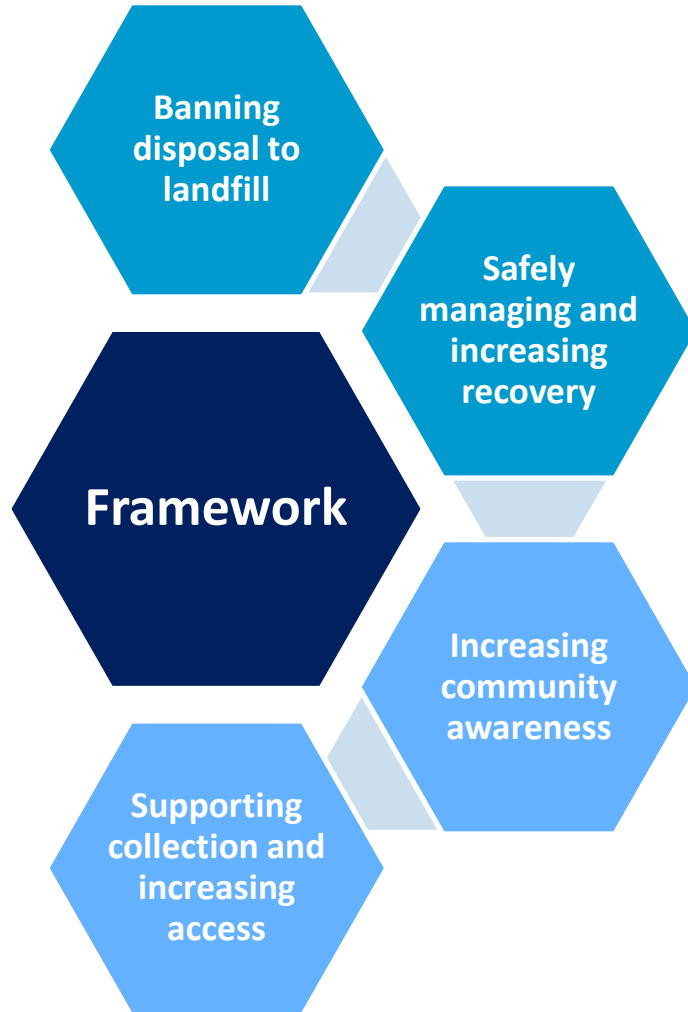 Banning
disposal to
landfill
Safely
managing and
increasing
recovery
Framework
Increasing
community
awareness
Supporting
collection and
increasing
access